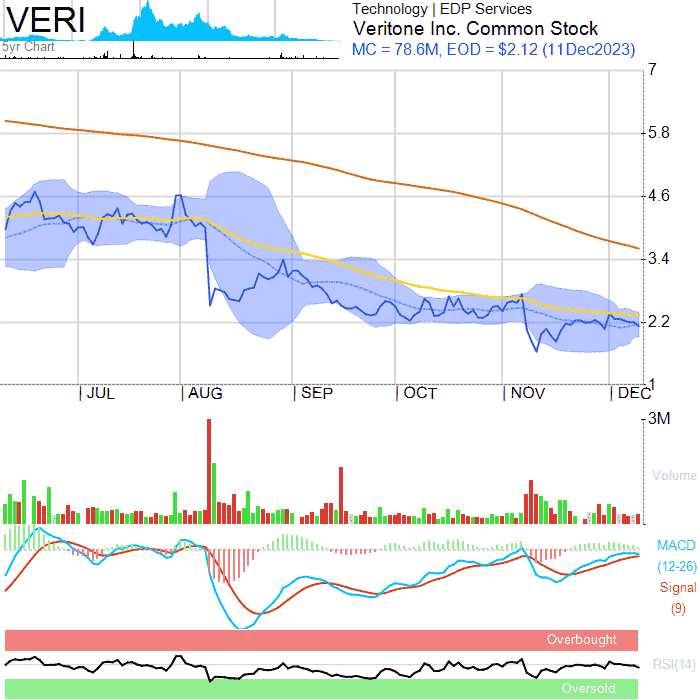 VERI
5yr Chart
Technology | EDP Services
Veritone Inc. Common Stock
MC = 78.6M, EOD = $2.12 (11Dec2023)
7
5.8
4.6
3.4
2.2
1
| JUL
| AUG
| SEP
| OCT
| NOV
| DEC
3M
Volume
MACD
(12-26)
Signal
(9)
Overbought
RSI(14)
Oversold